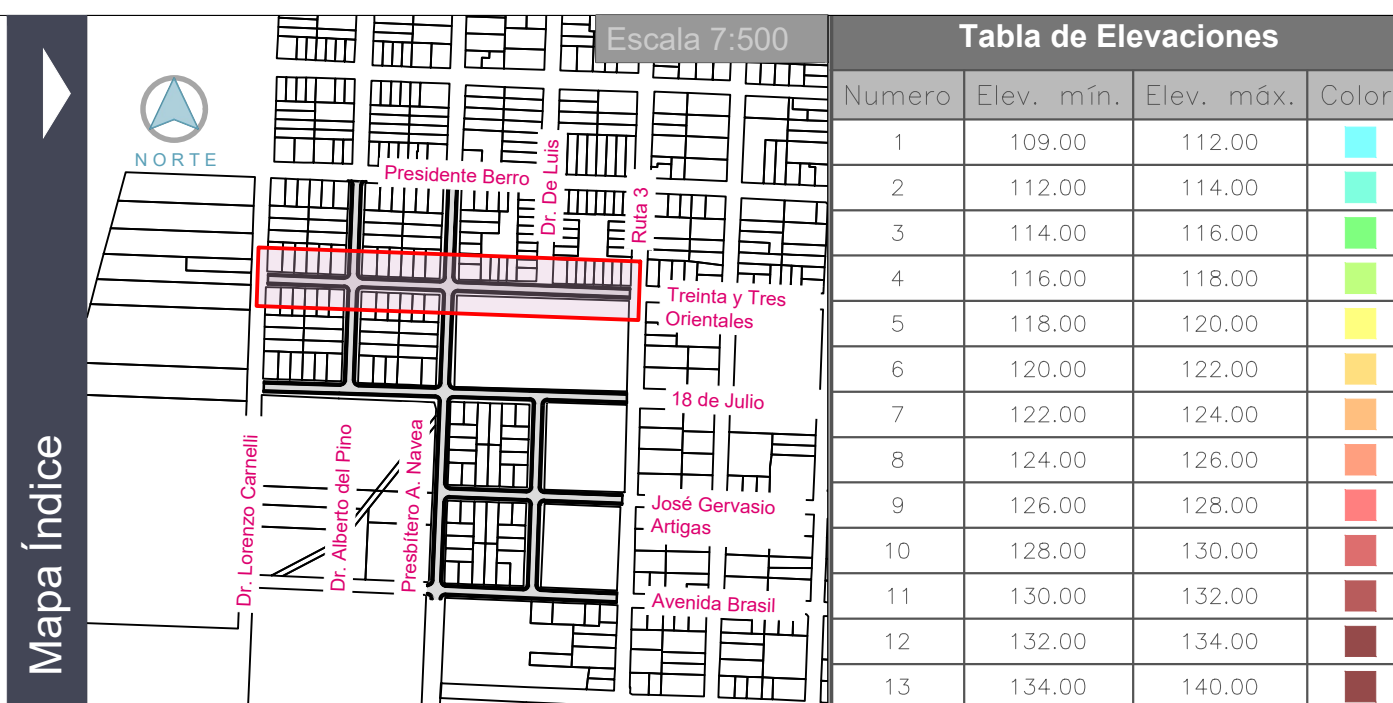 Mapa Índice
NORTE
Escala 7:500
Presidente Berro
Dr. De Luis
Ruta 3
Treinta y Tres
Orientales
18 de Julio
José Gervasio
Artigas
Avenida Brasil
Dr. Lorenzo Carnelli
Dr. Alberto del Pino
Presbítero A. Navea
Tabla de Elevaciones
Numero Elev. mín. Elev. máx. Color
1 109.00 112.00
2 112.00 114.00
3 114.00 116.00
4 116.00 118.00
5 118.00 120.00
6 120.00 122.00
7 122.00 124.00
8 124.00 126.00
9 126.00 128.00
10 128.00 130.00
11 130.00 132.00
12 132.00 134.00
13 134.00 140.00